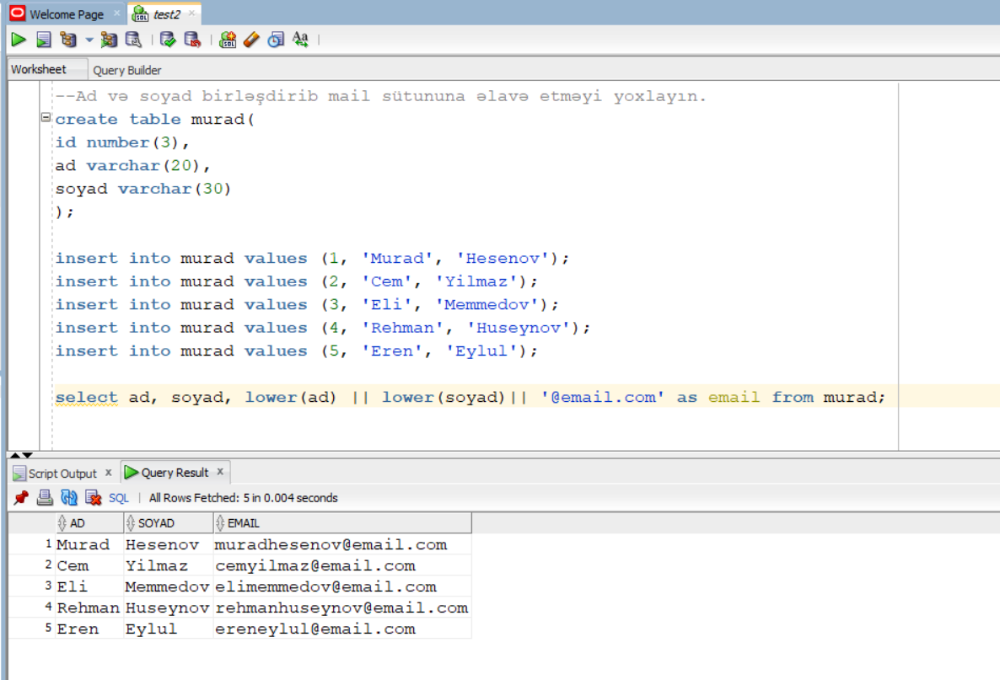 Welcome Page
test2
Worksheet
Query Builder
--Ad və soyad birləşdirib mail sütununa əlavə etməyi yoxlayın.
create table murad(
id number(3),
ad varchar(20),
soyad varchar(30)
);
insert into murad values (1, 'Murad', 'Hesenov');
insert into murad values (2, 'Cem', 'Yilmaz');
insert into murad values (3, 'Eli', 'Memmedov');
insert into murad values (4, 'Rehman', 'Huseynov');
insert into murad values (5, 'Eren', 'Eylul');
select ad, soyad, lower(ad) || lower(soyad)|| '@email.com' as email from murad;
Script Output x
Query Result x
SQL | All Rows Fetched: 5 in 0.004 seconds
AD SOYAD EMAIL
1 Murad Hesenov muradhesenov@email.com
2 Cem Yilmaz cemyilmaz@email.com
3 Eli Memmedov elimemmedov@email.com
4 Rehman Huseynov rehmanhuseynov@email.com
5 Eren Eylul ereneylul@email.com